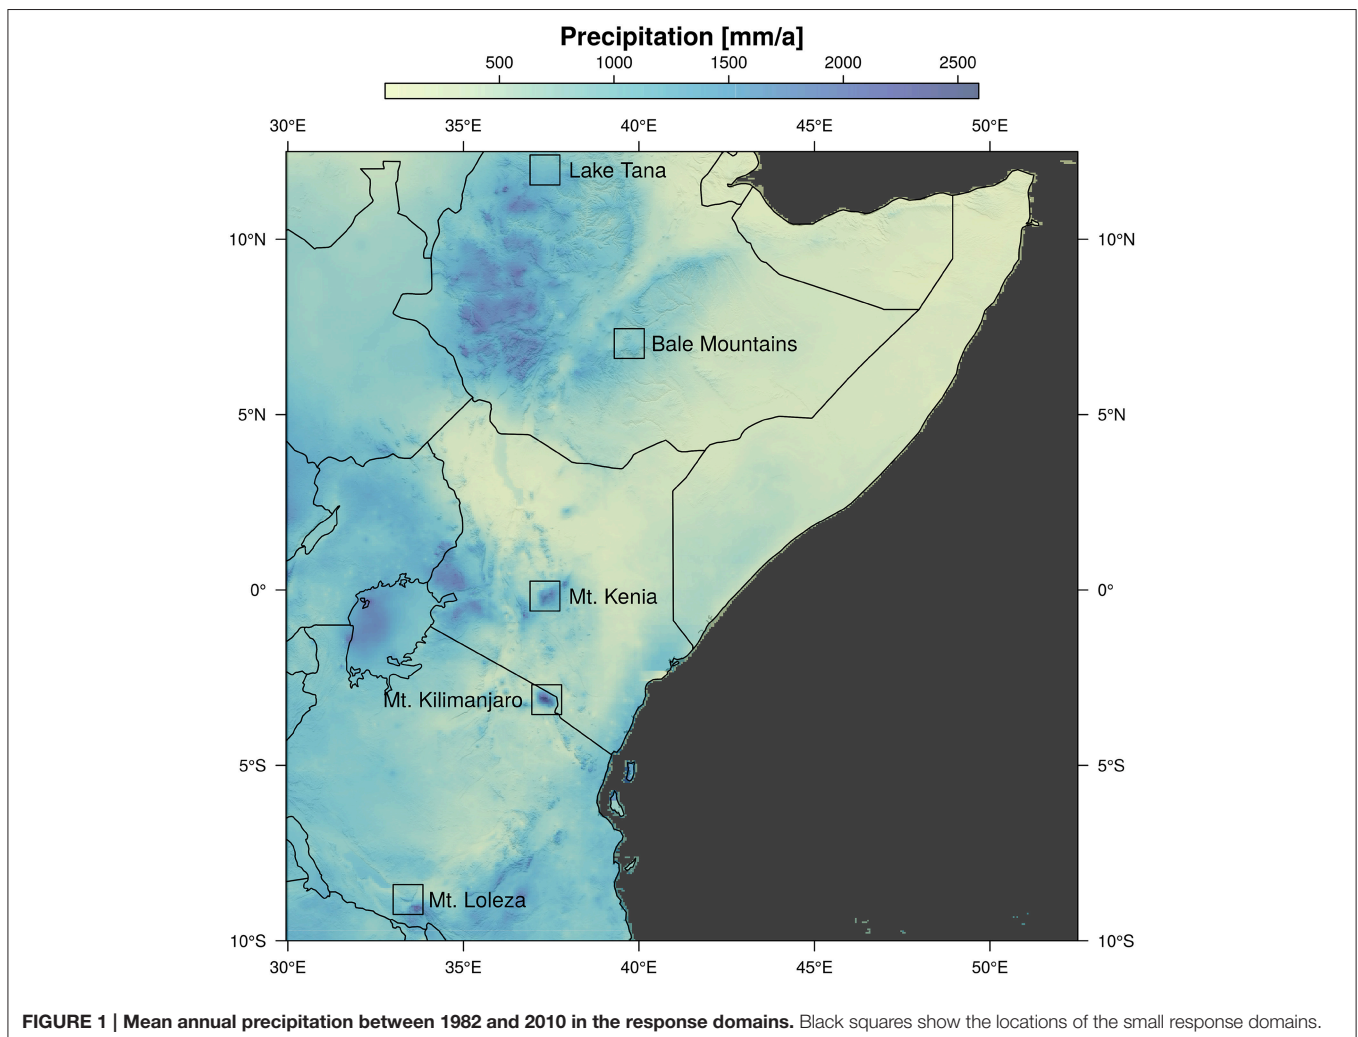 Precipitation [mm/a]
500 1000 1500 2000 2500
30°E 35°E 40°E 45°E 50°E
Lake Tana
10°N 10°N
Bale Mountains
5°N 5°N
0° 0°
Mt. Kenia
Mt. Kilimanjaro
5°S 5°S
Mt. Loleza
10°S 10°S
30°E 35°E 40°E 45°E 50°E
FIGURE 1 | Mean annual precipitation between 1982 and 2010 in the response domains. Black squares show the locations of the small response domains.